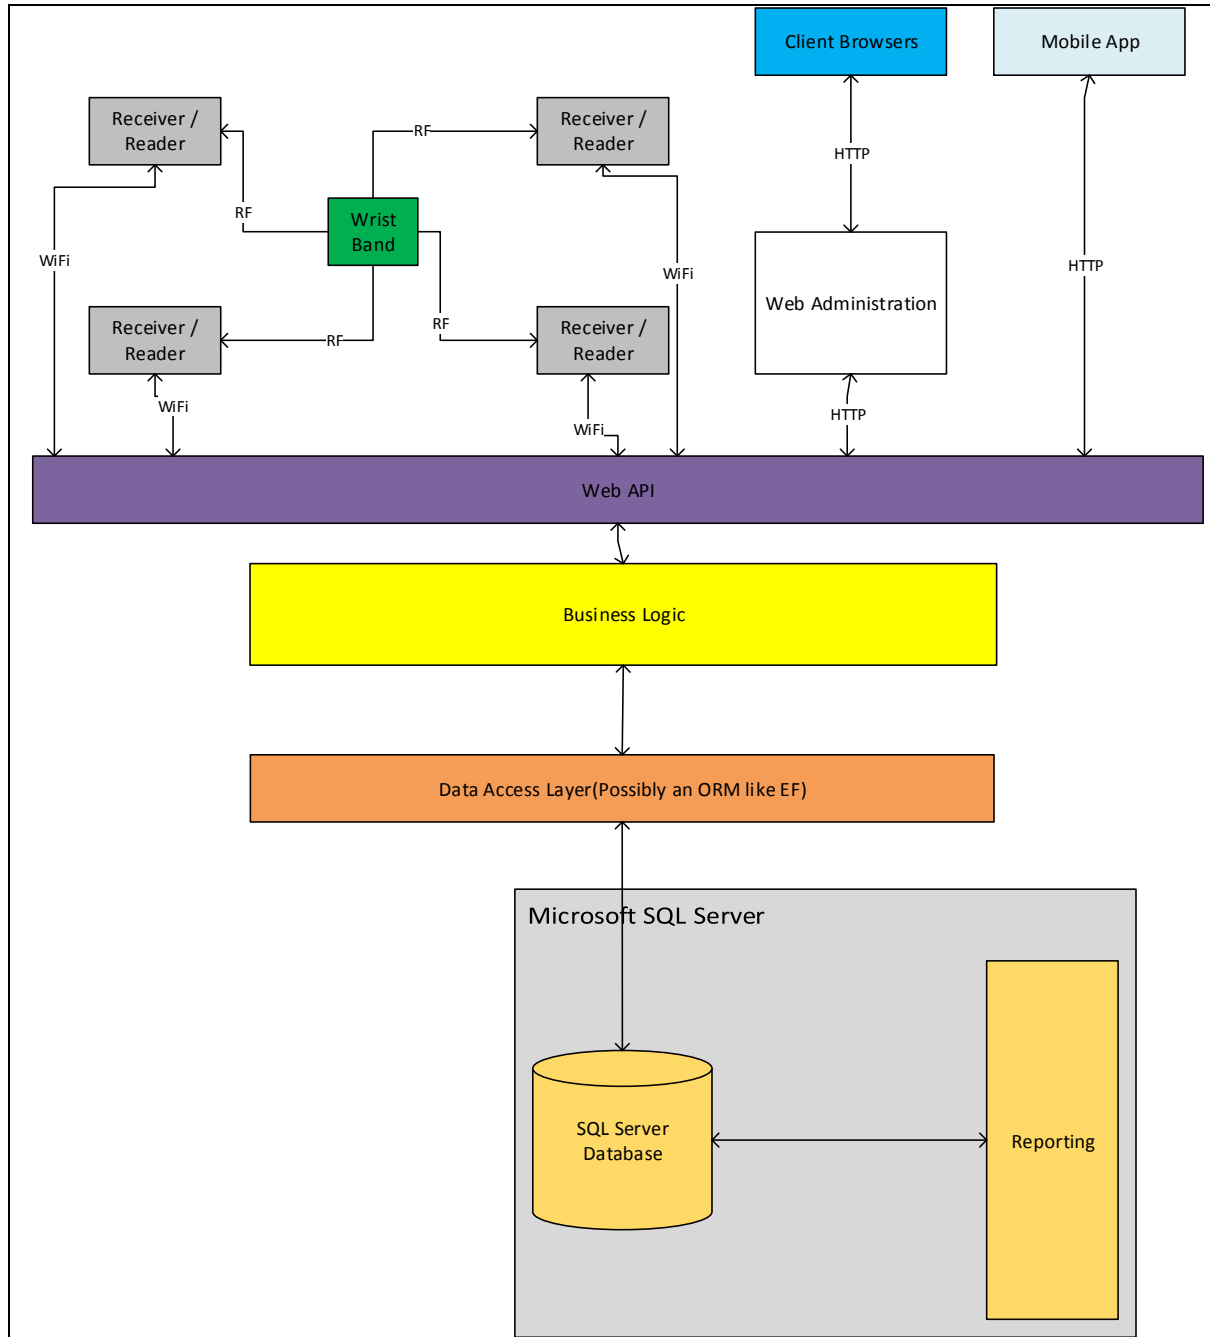 Client Browsers
Mobile App
Receiver /
Reader
RF
Receiver /
Reader
HTTP
RF
Wrist
Band
WiFi
WiFi
HTTP
Web Administration
Receiver /
Reader
RF
RF
Receiver /
Reader
WiFi
WiFi
HTTP
Web API
Business Logic
Data Access Layer(Possibly an ORM like EF)
Microsoft SQL Server
SQL Server
Database
Reporting